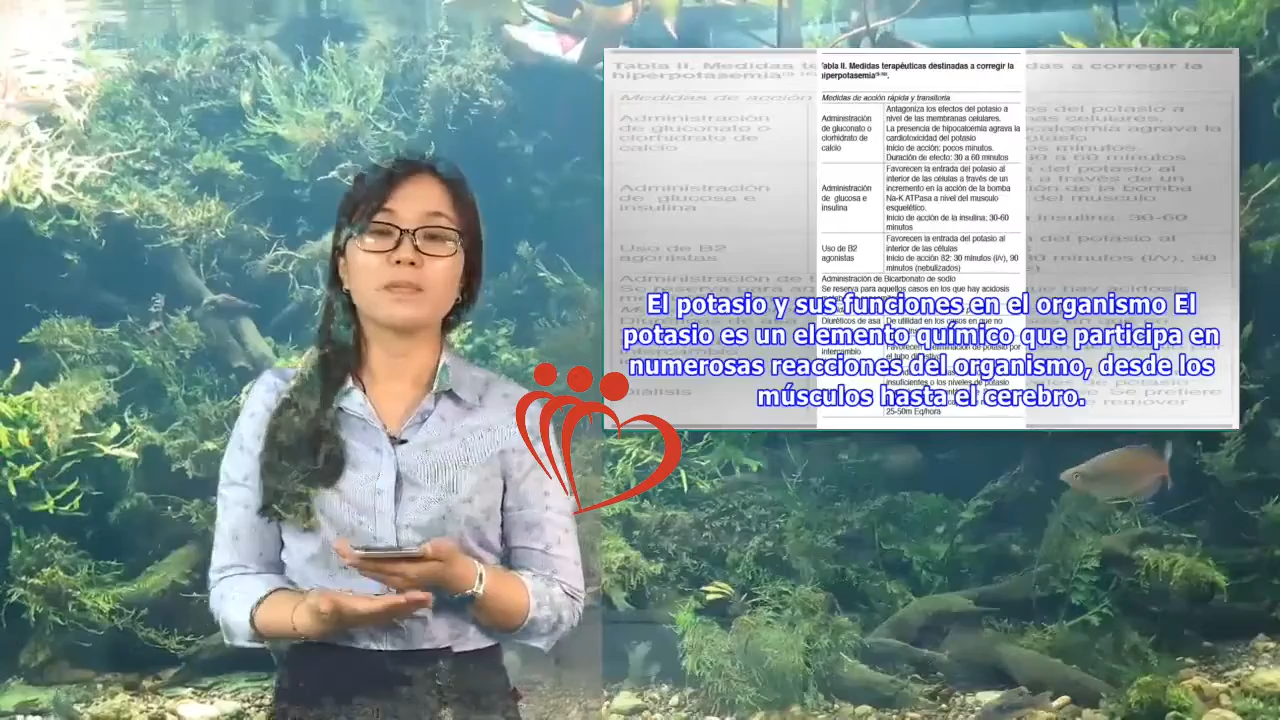 Tabla II. Medidas terapéuticas destinadas a corregir la
hiperpotasemia
Medidas de acción rápida y transitoria
Administración
de gluconato o
clorhidrato de
calcio
Antagoniza los efectos del potasio a
nivel de las membranas celulares.
La presencia de hipocalcemia agrava la
cardiotoxicidad del potasio
Inicio de acción: pocos minutos.
Duración de efecto: 30 a 60 minutos
Administración
de glucosa e
insulina
Favorecen la entrada del potasio al
interior de las células a través de un
incremento en la acción de la bomba
Na-K ATPasa a nivel del musculo
esquelético.
Inicio de acción de la insulina: 30-60
minutos
Uso de B2
agonistas
Favorecen la entrada del potasio al
interior de las células
Inicio de acción ß2: 30 minutos (i/v), 90
minutos (nebulizados)
Administración de Bicarbonato de sodio
Se reserva para aquellos casos en los que hay acidosis
El potasio y sus funciones en el organismo El
potasio es un elemento químico que participa en
numerosas reacciones del organismo, desde los
músculos hasta el cerebro.
Diuréticos de asa
intercambio
insuficientes o los niveles de potasio
25-50m Eq/hora